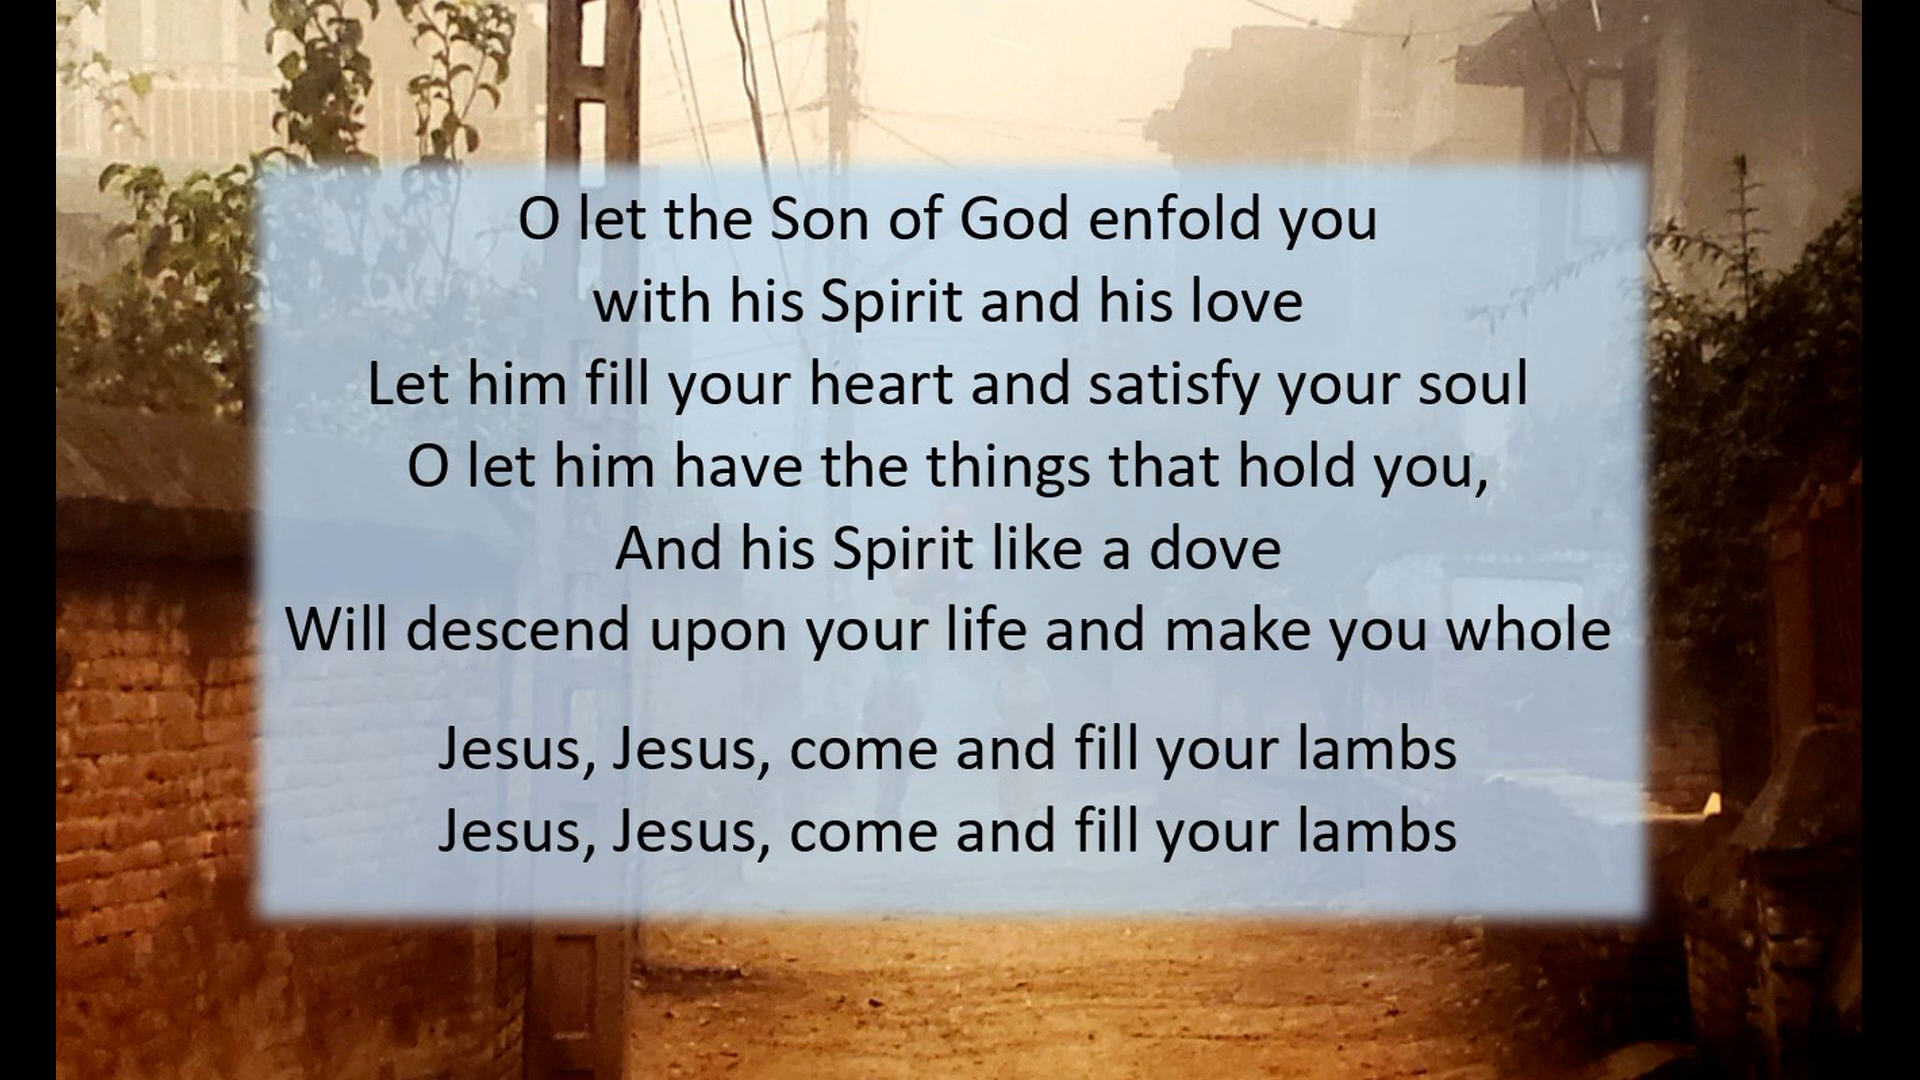 O let the Son of God enfold you
with his Spirit and his love
Let him fill your heart and satisfy your soul
O let him have the things that hold you,
And his Spirit like a dove
Will descend upon your life and make you whole
Jesus, Jesus, come and fill your lambs
Jesus, Jesus, come and fill your lambs